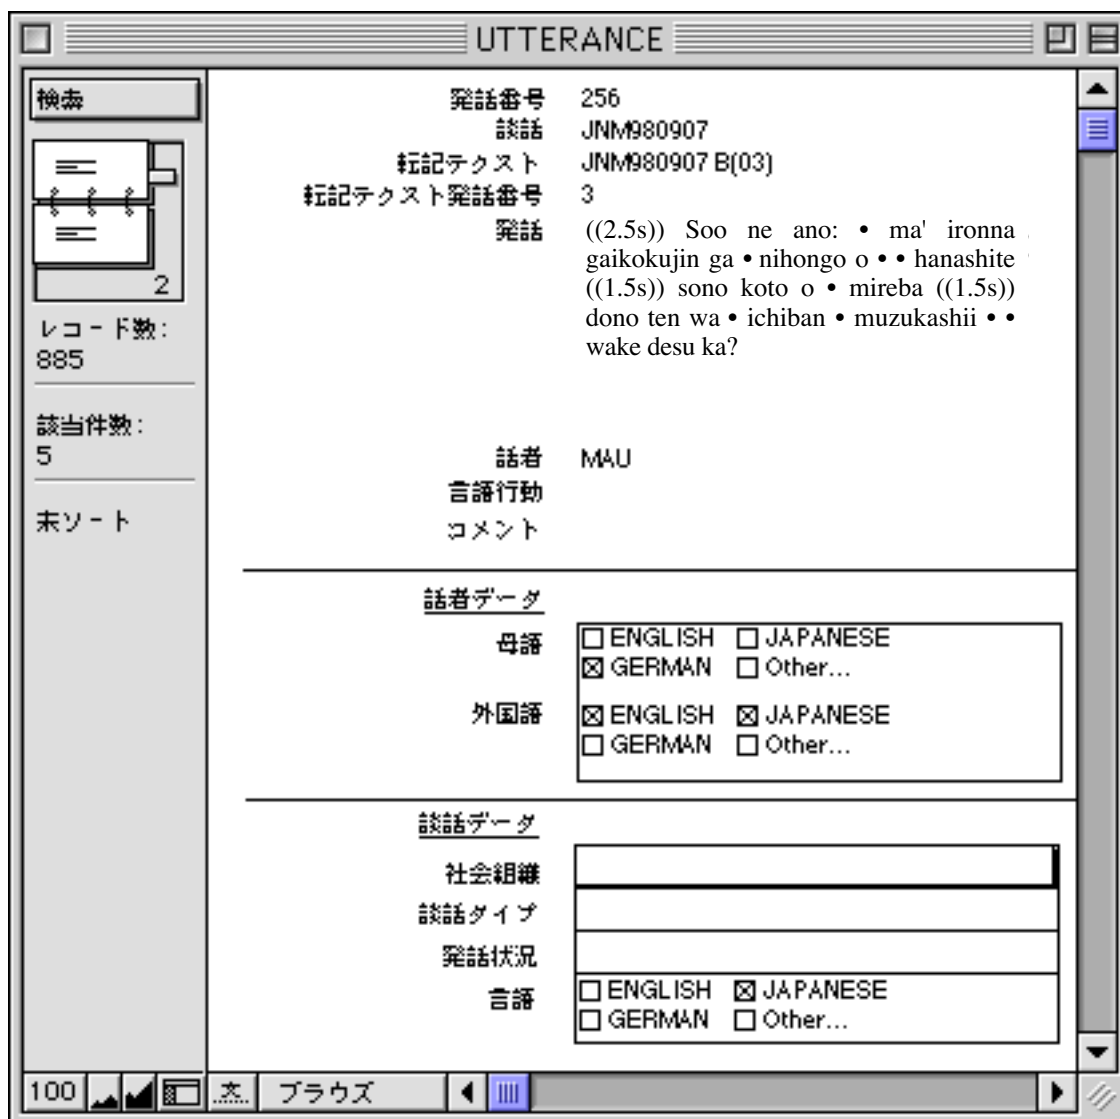 UTTERANCE
検索
2
レコード数:
885
該当件数:
5
未ソート
発話番号 256
談話 JNM980907
転記テクスト JNM980907 B(03)
転記テクスト発話番号 3
発話 ((2.5s)) Soo ne ano: • ma' ironna
gaikokujin ga • nihongo o • • hanashite
((1.5s)) sono koto o • mireba ((1.5s))
dono ten wa • ichiban • muzukashii • •
wake desu ka?
話者 MAU
言語行動
コメント
話者データ
母語 ENGLISH JAPANESE
GERMAN Other...
外国語 ENGLISH JAPANESE
GERMAN Other...
談話データ
社会組織
談話タイプ
発話状況
言語 ENGLISH JAPANESE
GERMAN Other...
100 文 ブラウズ